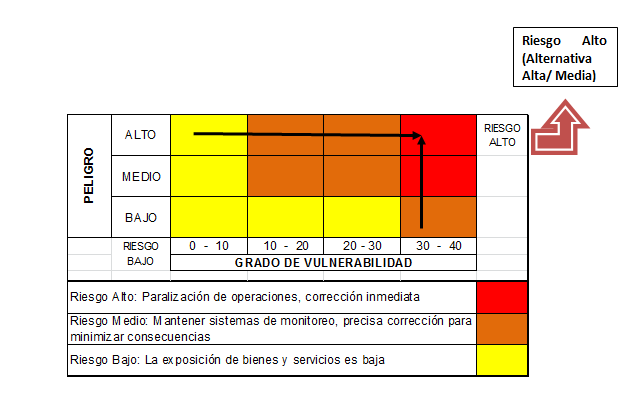 Riesgo Alto
(Alternativa
Alta/ Media)
PELIGRO
ALTO
RIESGO
ALTO
MEDIO
BAJO
RIESGO
BAJO
0 - 10
10 - 20
20 - 30
30 - 40
GRADO DE VULNERABILIDAD
Riesgo Alto: Paralización de operaciones, corrección inmediata
Riesgo Medio: Mantener sistemas de monitoreo, precisa corrección para
minimizar consecuencias
Riesgo Bajo: La exposición de bienes y servicios es baja